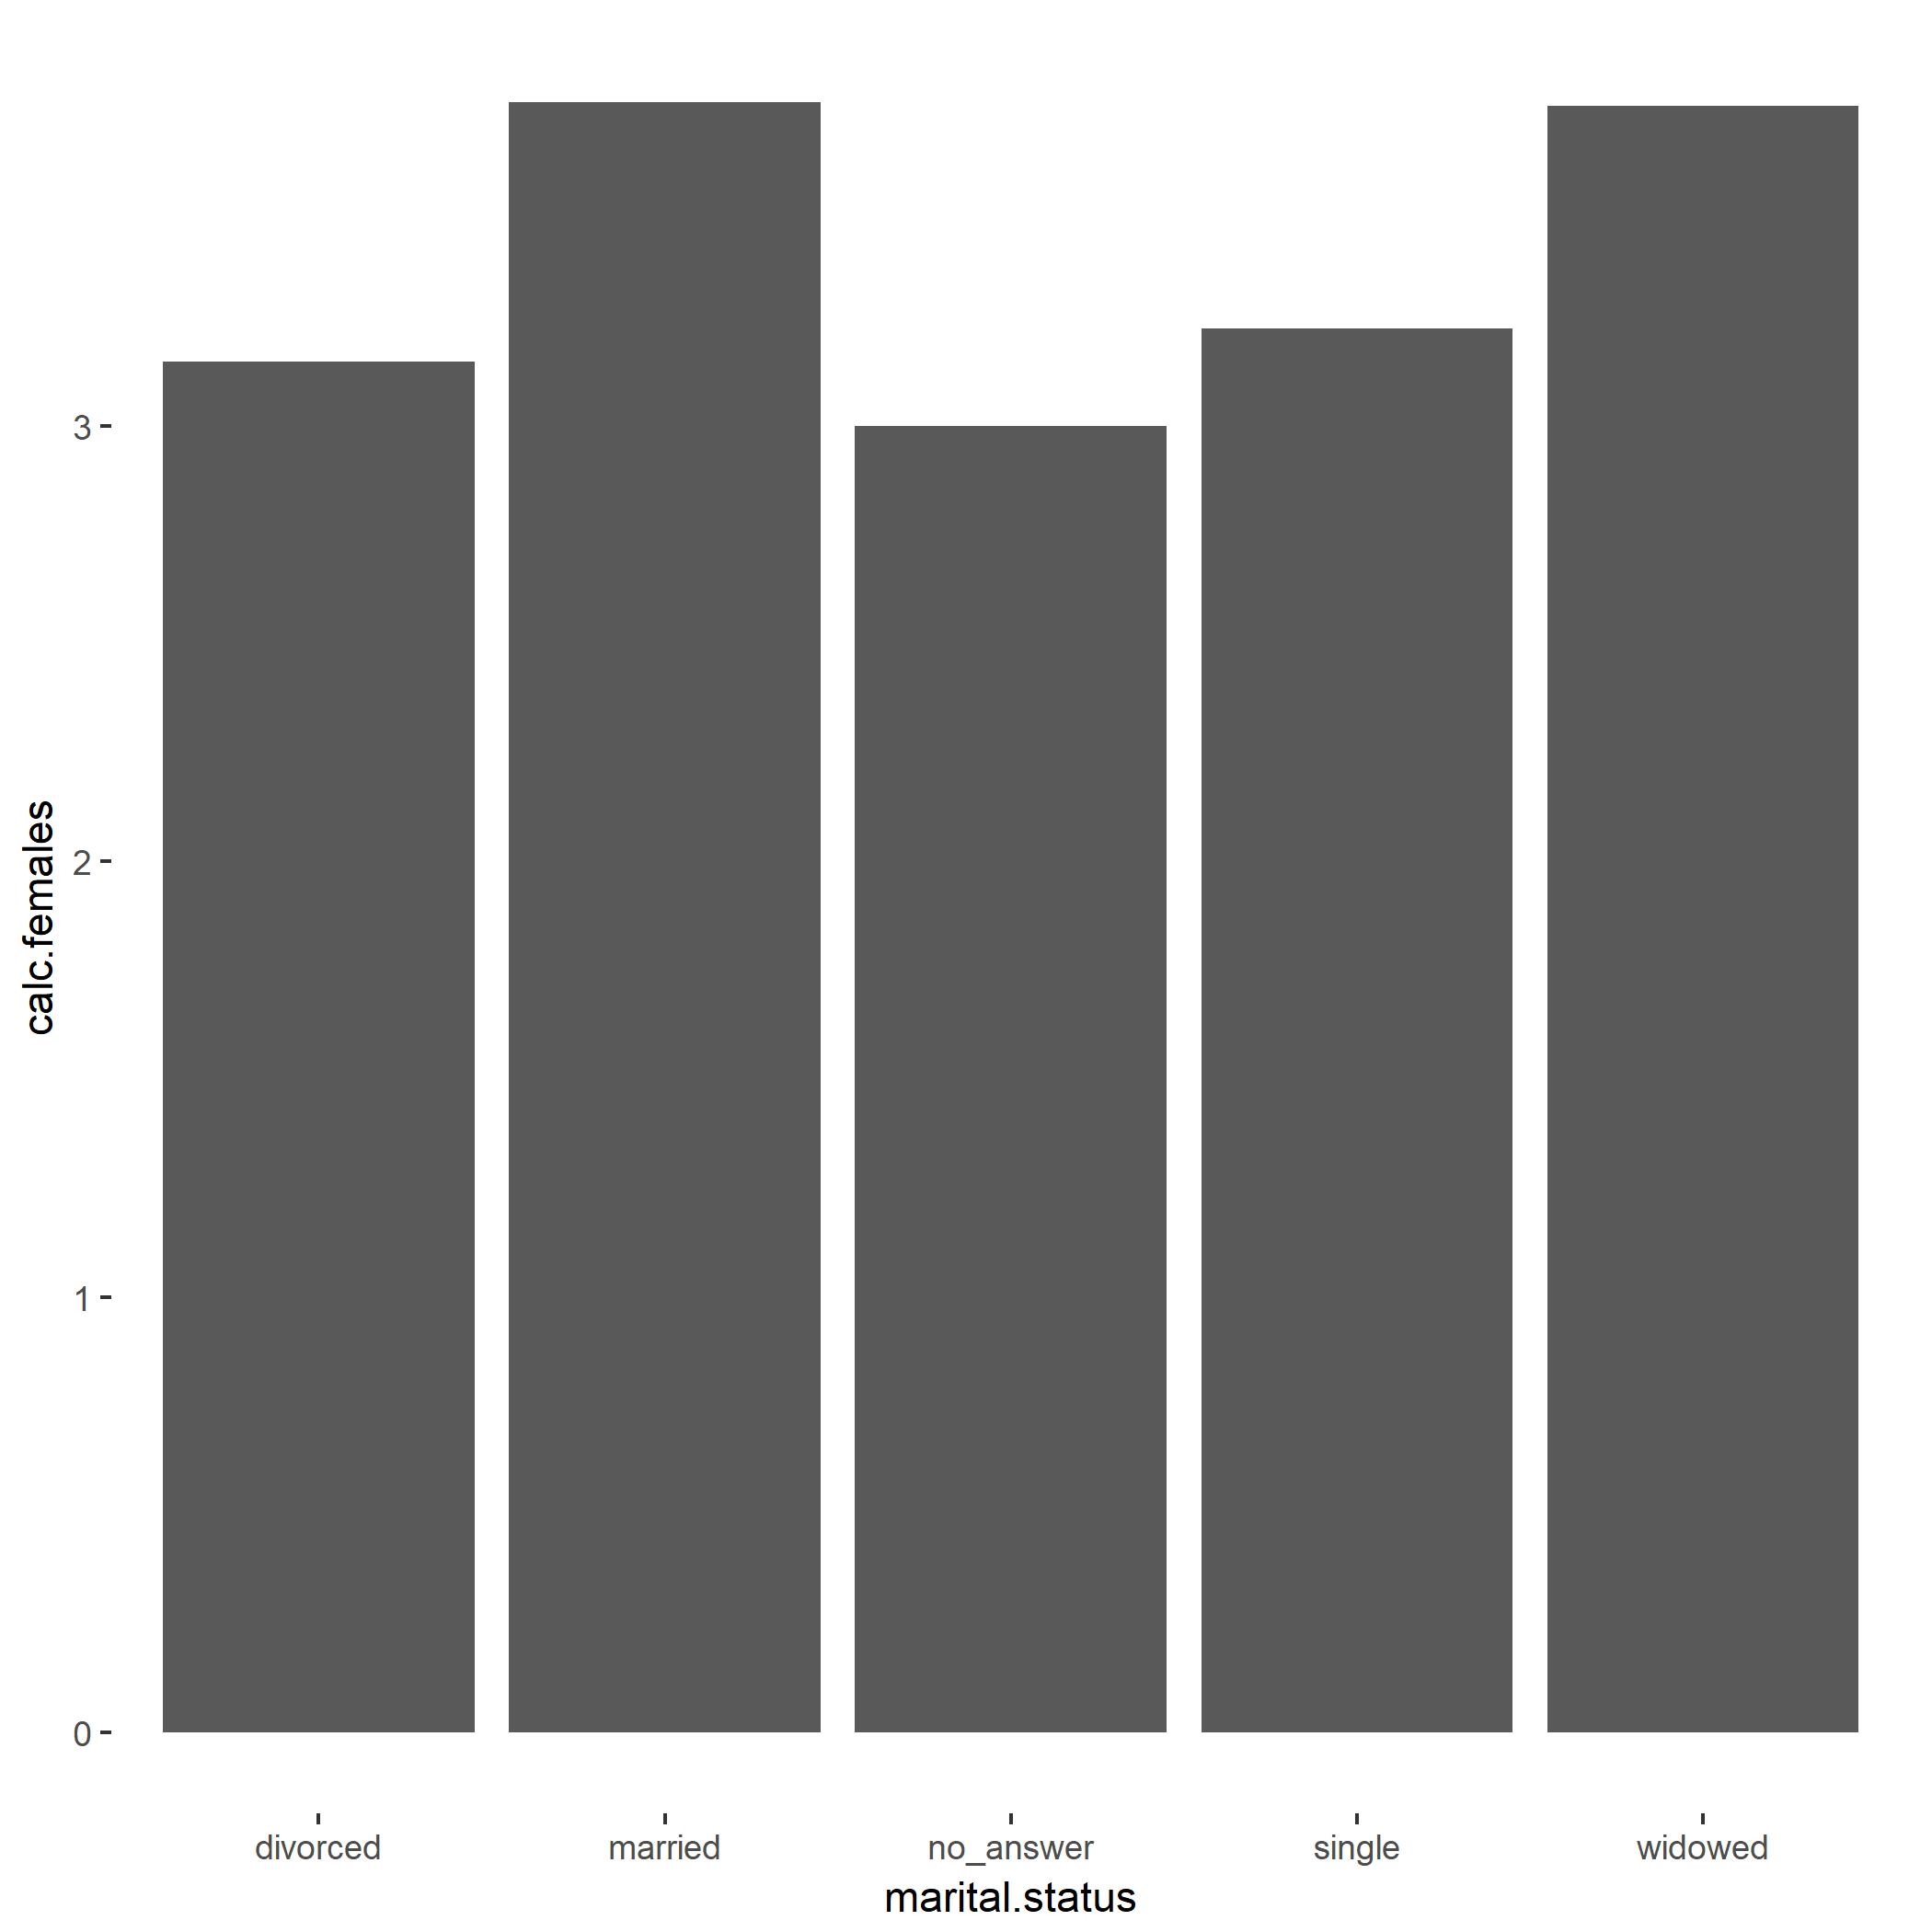 calc.females
3
2
1
0
divorced married no_answer single widowed
marital.status